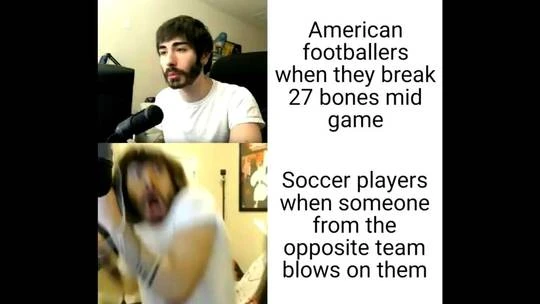 American
footballers
when they break
27 bones mid
game
Soccer players
when someone
from the
opposite team
blows on them